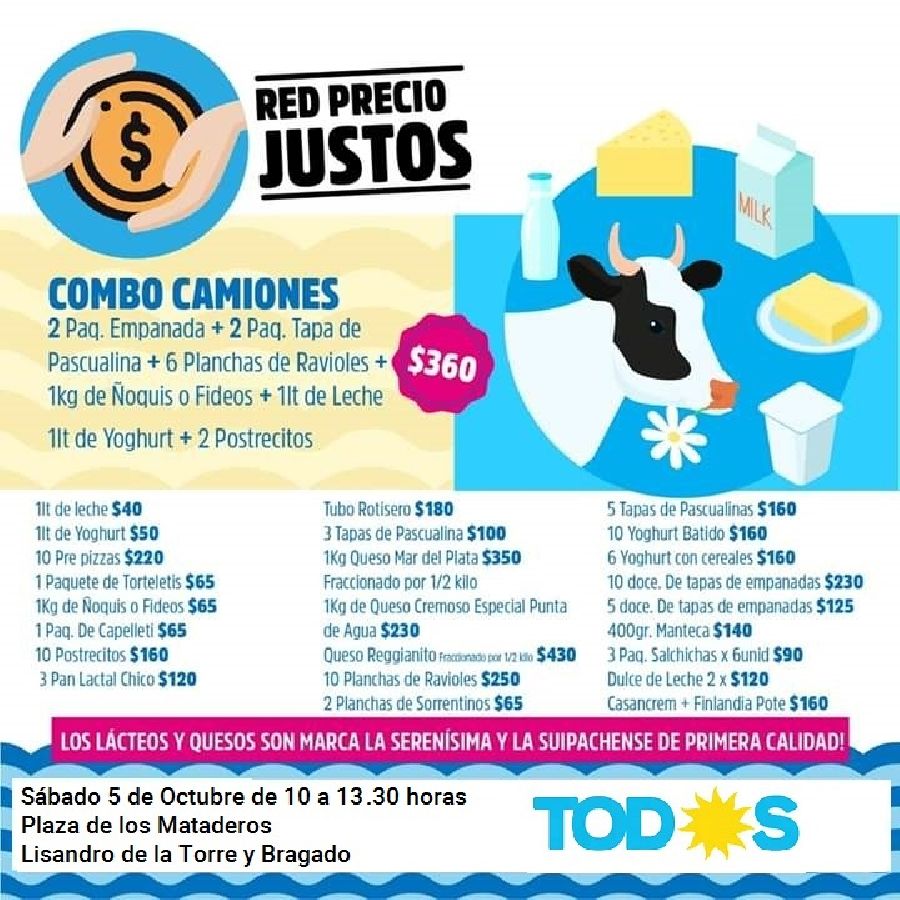 RED PRECIO
JUSTOS
$
MILK
COMBO CAMIONES
2 Paq. Empanada + 2 Paq. Tapa de
Pascualina + 6 Planchas de Ravioles +
1kg de Ñoquis o Fideos + 1lt de Leche
1lt de Yoghurt + 2 Postrecitos
$360
1lt de leche $40
1lt de Yoghurt $50
10 Pre pizzas $220
1 Paquete de Torteletis $65
1Kg de Ñoquis o Fideos $65
1 Paq. De Capelleti $65
10 Postrecitos $160
3 Pan Lactal Chico $120
Tubo Rotisero $180
3 Tapas de Pascualina $100
1Kg Queso Mar del Plata $350
Fraccionado por 1/2 kilo
1Kg de Queso Cremoso Especial Punta
de Agua $230
Queso Reggianito Fraccionado por 1/2 kilo $430
10 Planchas de Ravioles $250
2 Planchas de Sorrentinos $65
5 Tapas de Pascualinas $160
10 Yoghurt Batido $160
6 Yoghurt con cereales $160
10 doce. De tapas de empanadas $230
5 doce. De tapas de empanadas $125
400gr. Manteca $140
3 Paq. Salchichas x 6unid $90
Dulce de Leche 2 x $120
Casancrem + Finlandia Pote $160
LOS LÁCTEOS Y QUESOS SON MARCA LA SERENÍSIMA Y LA SUIPACHENSE DE PRIMERA CALIDAD!
Sábado 5 de Octubre de 10 a 13.30 horas
Plaza de los Mataderos
Lisandro de la Torre y Bragado
TODOS